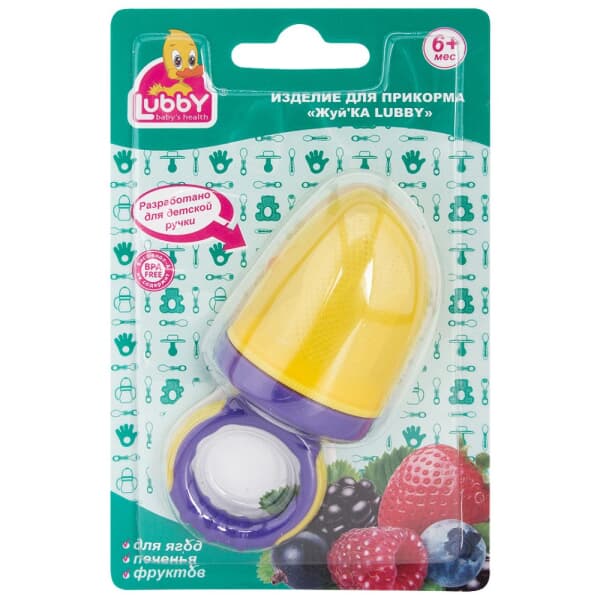 Lubby
baby's health
6+
мес
ИЗДЕЛИЕ ДЛЯ ПРИКОРМА
«Жуй'КА LUBBY»
Разработано
для детской
ручки
BPA
FREE
для ягод
печенья
фруктов